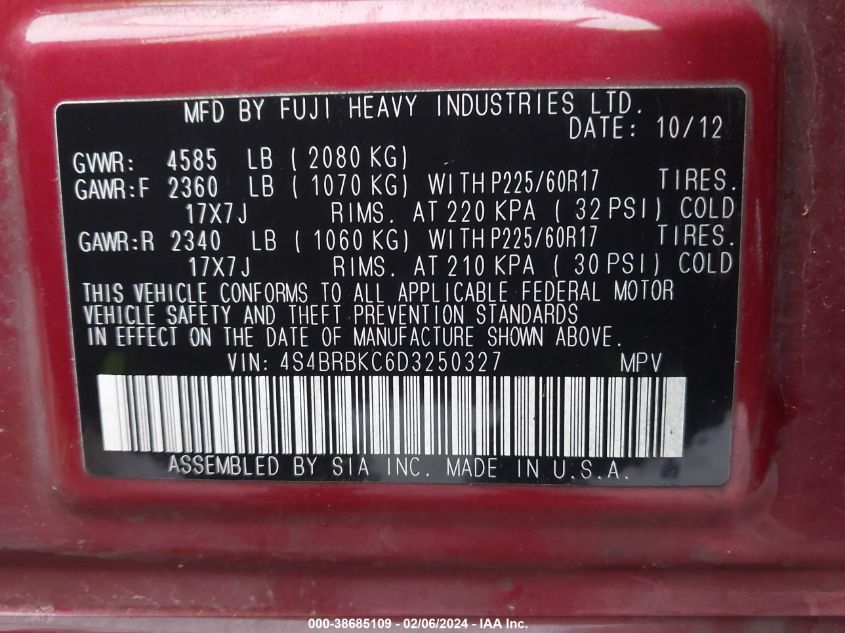 MFD BY FUJI HEAVY INDUSTRIES LTD.
DATE: 10/12
GVWR: 4585 LB ( 2080 KG)
GAWR:F 2360 LB ( 1070 KG) WITH P225/60R17 TIRES.
17X7J RIMS. AT 220 KPA ( 32 PSI) COLD
GAWR:R 2340 LB ( 1060 KG) WITH P225/60R17 TIRES.
17X7J RIMS. AT 210 KPA ( 30 PSI) COLD
THIS VEHICLE CONFORMS TO ALL APPLICABLE FEDERAL MOTOR
VEHICLE SAFETY AND THEFT PREVENTION STANDARDS
IN EFFECT ON THE DATE OF MANUFACTURE SHOWN ABOVE.
VIN: 4S4BRBKC6D3250327 MPV
ASSEMBLED BY SIA INC. MADE IN U.S.A.
000-38685109 - 02/06/2024 - IAA Inc.